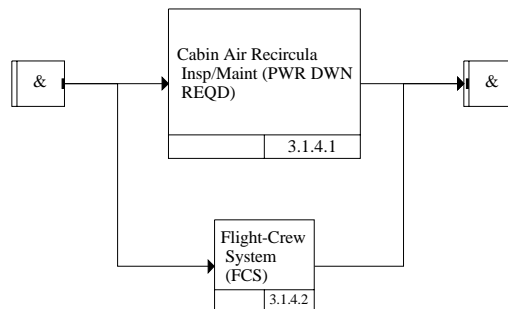 &
Cabin Air Recircula
Insp/Maint (PWR DWN
REQD)
3.1.4.1
&
Flight-Crew
System
(FCS)
3.1.4.2